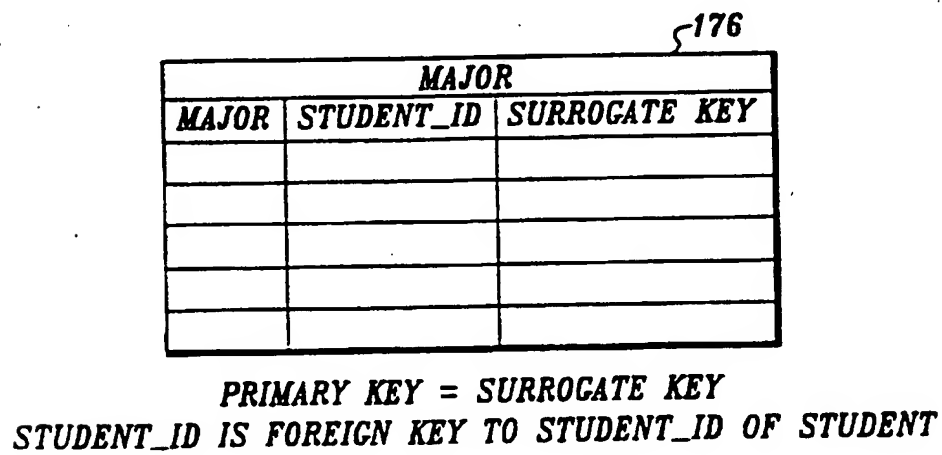 176
MAJOR
MAJOR STUDENT_ID SURROGATE KEY
PRIMARY KEY = SURROGATE KEY
STUDENT_ID IS FOREIGN KEY TO STUDENT_ID OF STUDENT